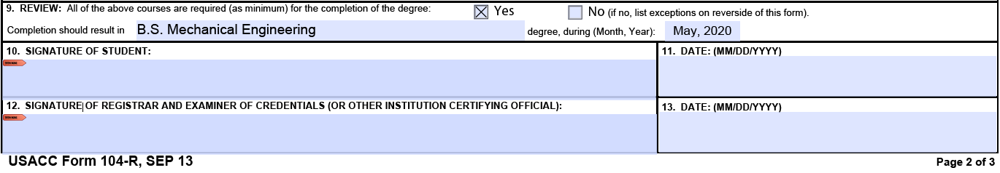 9. REVIEW: All of the above courses are required (as minimum) for the completion of the degree: Yes No (if no, list exceptions on reverside of this form).
Completion should result in B.S. Mechanical Engineering degree, during (Month, Year): May, 2020
10. SIGNATURE OF STUDENT: 11. DATE: (MM/DD/YYYY)
12. SIGNATURE OF REGISTRAR AND EXAMINER OF CREDENTIALS (OR OTHER INSTITUTION CERTIFYING OFFICIAL): 13. DATE: (MM/DD/YYYY)
USACC Form 104-R, SEP 13 Page 2 of 3